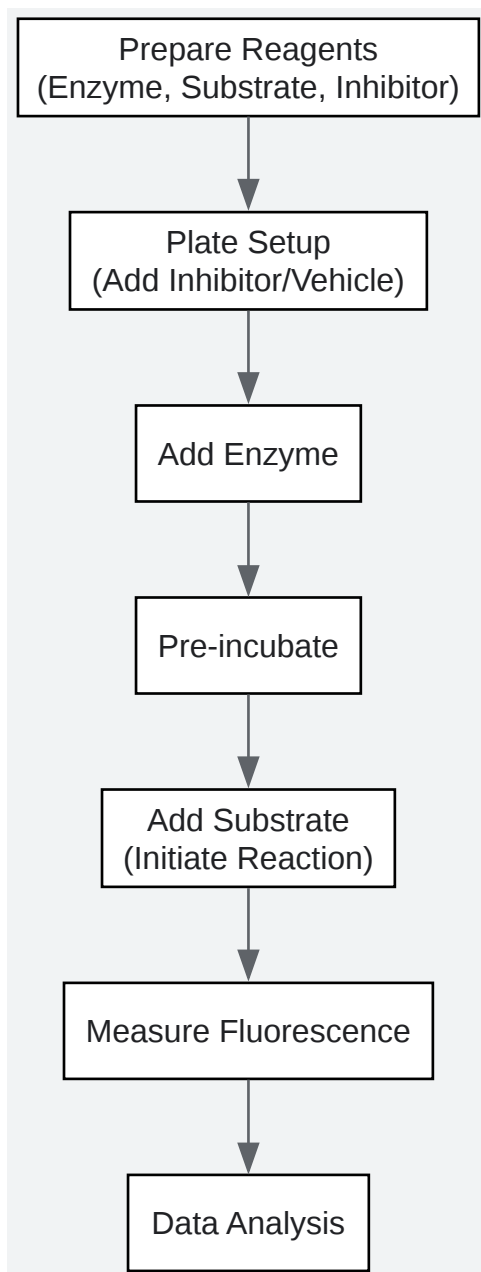 Prepare Reagents
(Enzyme, Substrate, Inhibitor)
Plate Setup
(Add Inhibitor/Vehicle)
Add Enzyme
Pre-incubate
Add Substrate
(Initiate Reaction)
Measure Fluorescence
Data Analysis